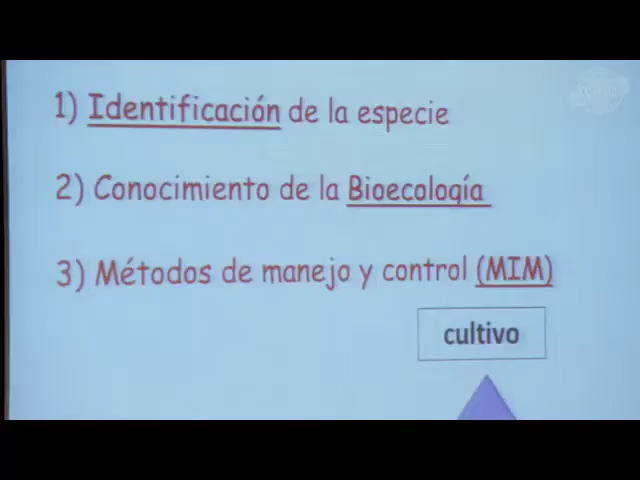 1) Identificación de la especie
2) Conocimiento de la Bioecología
3) Métodos de manejo y control (MIM)
cultivo